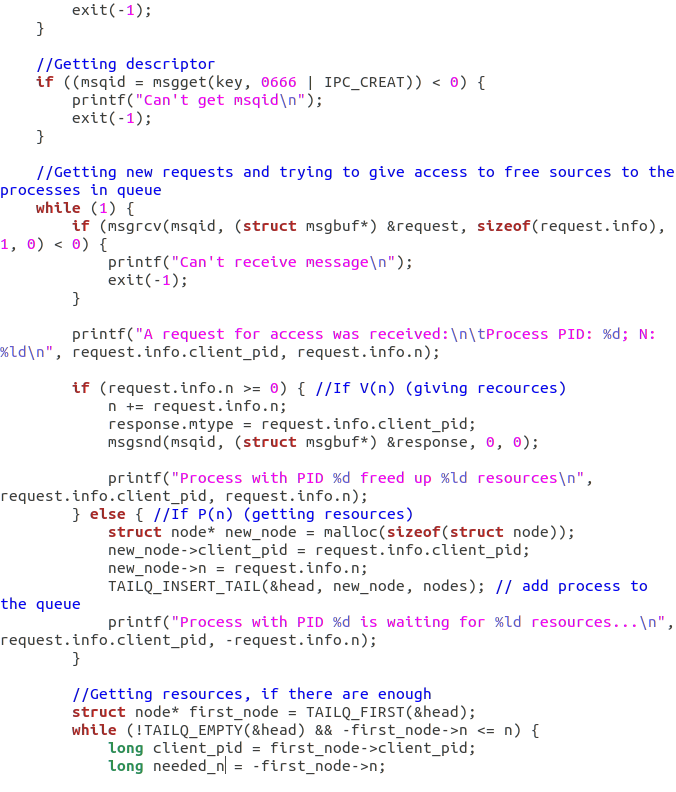 exit(-1);
    }

    //Getting descriptor
    if ((msqid = msgget(key, 0666 | IPC_CREAT)) < 0) {
        printf("Can't get msqid\n");
        exit(-1);
    }

    //Getting new requests and trying to give access to free sources to the
processes in queue
    while (1) {
        if (msgrcv(msqid, (struct msgbuf*) &request, sizeof(request.info),
1, 0) < 0) {
            printf("Can't receive message\n");
            exit(-1);
        }

        printf("A request for access was received:\n\tProcess PID: %d; N:
%ld\n", request.info.client_pid, request.info.n);

        if (request.info.n >= 0) { //If V(n) (giving recources)
            n += request.info.n;
            response.mtype = request.info.client_pid;
            msgsnd(msqid, (struct msgbuf*) &response, 0, 0);

            printf("Process with PID %d freed up %ld resources\n",
request.info.client_pid, request.info.n);
        } else { //If P(n) (getting resources)
            struct node* new_node = malloc(sizeof(struct node));
            new_node->client_pid = request.info.client_pid;
            new_node->n = request.info.n;
            TAILQ_INSERT_TAIL(&head, new_node, nodes); // add process to
the queue
            printf("Process with PID %d is waiting for %ld resources...\n",
request.info.client_pid, -request.info.n);
        }

        //Getting resources, if there are enough
        struct node* first_node = TAILQ_FIRST(&head);
        while (!TAILQ_EMPTY(&head) && -first_node->n <= n) {
            long client_pid = first_node->client_pid;
            long needed_n = -first_node->n;